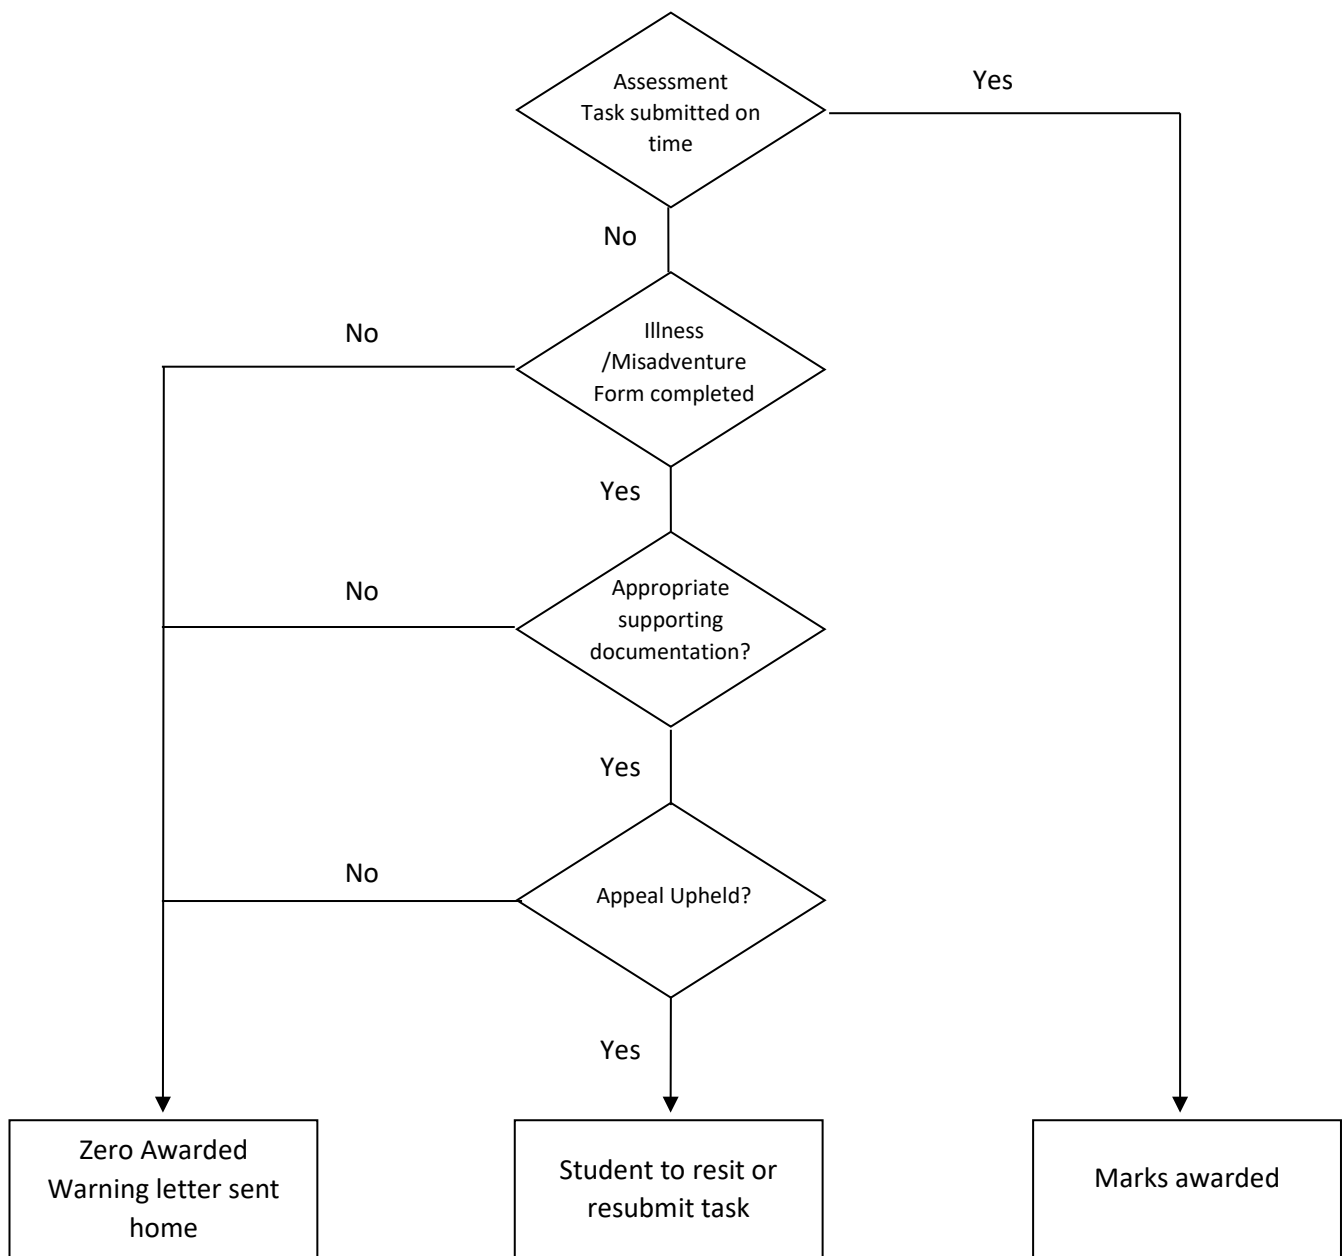 Assessment
Task submitted on
time
Yes
No
No
Illness
/Misadventure
Form completed
Yes
No
Appropriate
supporting
documentation?
Yes
No
Appeal Upheld?
Yes
Zero Awarded
Warning letter sent
home
Student to resit or
resubmit task
Marks awarded